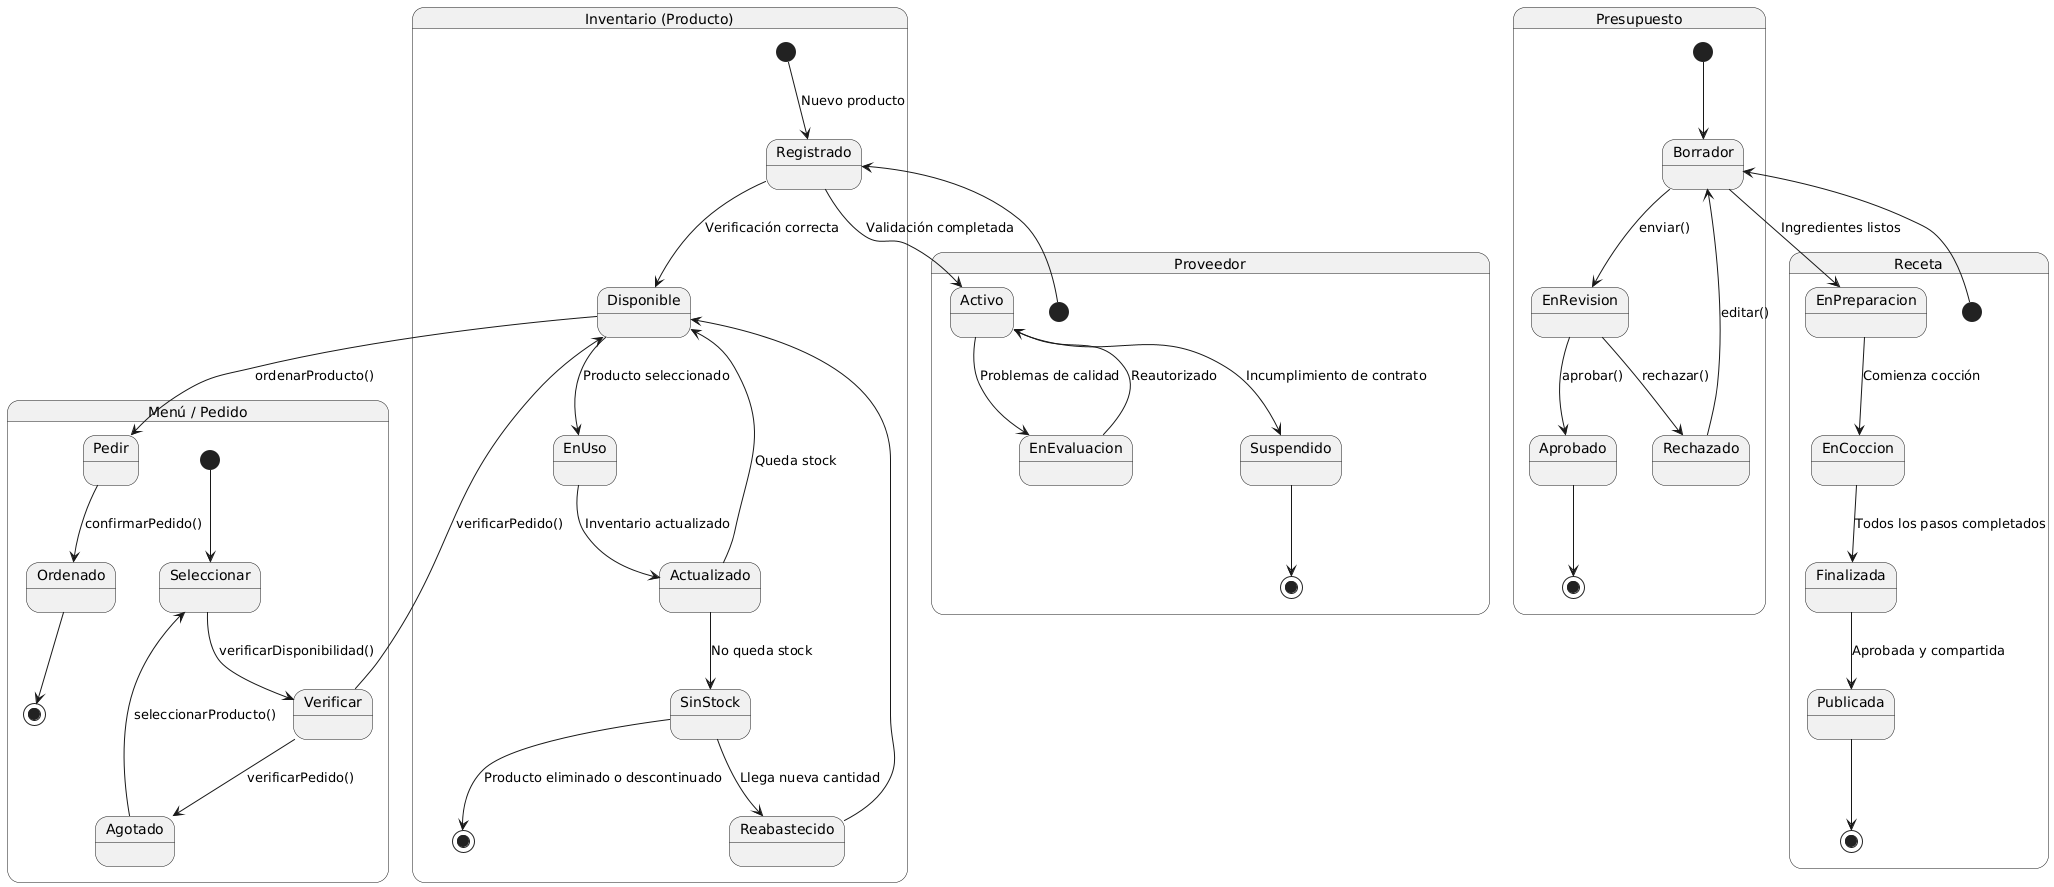 Inventario (Producto)
Nuevo producto
Registrado
Verificación correcta
Validación completada
Disponible
ordenarProducto()
Producto seleccionado
EnUso
Queda stock
Inventario actualizado
verificarPedido()
Actualizado
No queda stock
SinStock
Producto eliminado o descontinuado
Llega nueva cantidad
Reabastecido
Menú / Pedido
Pedir
confirmarPedido()
Ordenado
Seleccionar
verificarDisponibilidad()
Verificar
seleccionarProducto()
verificarPedido()
Agotado
Proveedor
Activo
Problemas de calidad
Reautorizado
Incumplimiento de contrato
EnEvaluacion
Suspendido
Presupuesto
Borrador
enviar()
Ingredientes listos
EnRevision
editar()
aprobar()
rechazar()
Aprobado
Rechazado
Receta
EnPreparacion
Comienza cocción
EnCoccion
Todos los pasos completados
Finalizada
Aprobada y compartida
Publicada